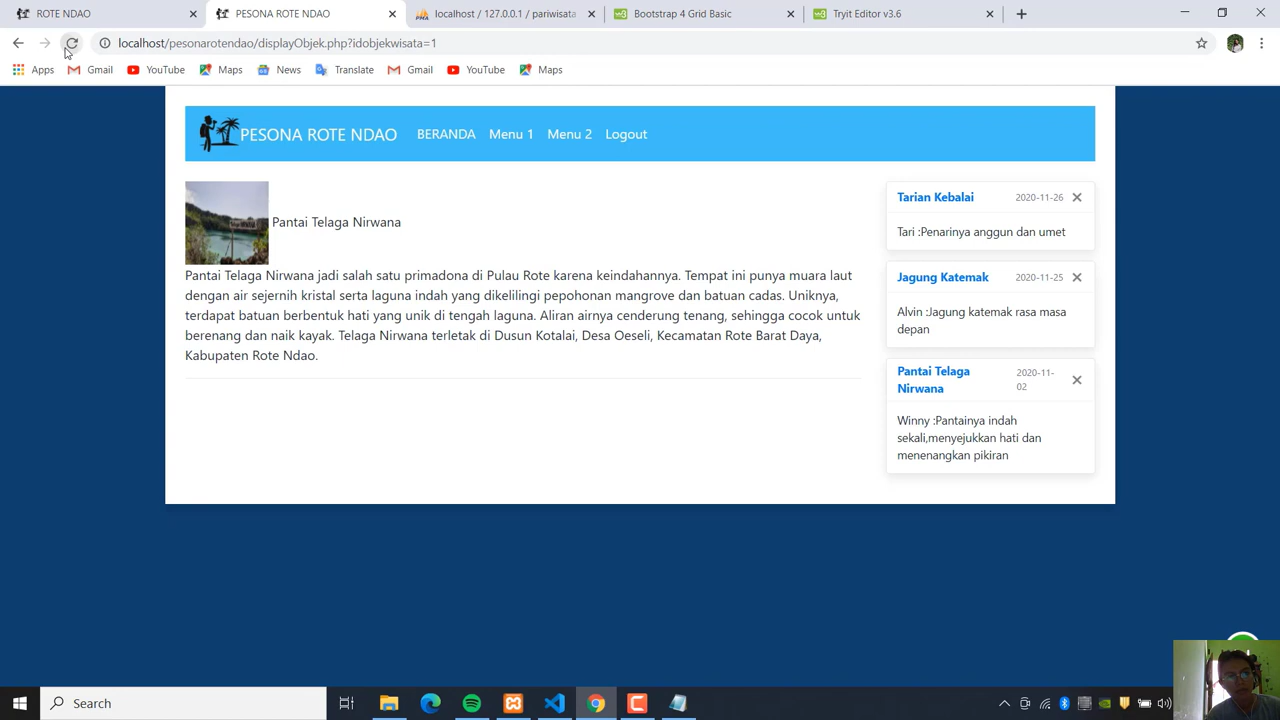 ROTE NDAO
PESONA ROTE NDAO
localhost / 127.0.0.1 / pariwisata
Bootstrap 4 Grid Basic
Tryit Editor v3.6
localhost/pesonarotendao/displayObjek.php?idobjekwisata=1
Apps
Gmail
YouTube
Maps
News
Translate
Gmail
YouTube
Maps
PESONA ROTE NDAO
BERANDA
Menu 1
Menu 2
Logout
Pantai Telaga Nirwana
Pantai Telaga Nirwana jadi salah satu primadona di Pulau Rote karena keindahannya. Tempat ini punya muara laut
dengan air sejernih kristal serta laguna indah yang dikelilingi pepohonan mangrove dan batuan cadas. Uniknya,
terdapat batuan berbentuk hati yang unik di tengah laguna. Aliran airnya cenderung tenang, sehingga cocok untuk
berenang dan naik kayak. Telaga Nirwana terletak di Dusun Kotalai, Desa Oeseli, Kecamatan Rote Barat Daya,
Kabupaten Rote Ndao.
Tarian Kebalai
2020-11-26
Tari :Penarinya anggun dan umet
Jagung Katemak
2020-11-25
Alvin :Jagung katemak rasa masa
depan
Pantai Telaga
Nirwana
2020-11-
02
Winny :Pantainya indah
sekali,menyejukkan hati dan
menenangkan pikiran
Search